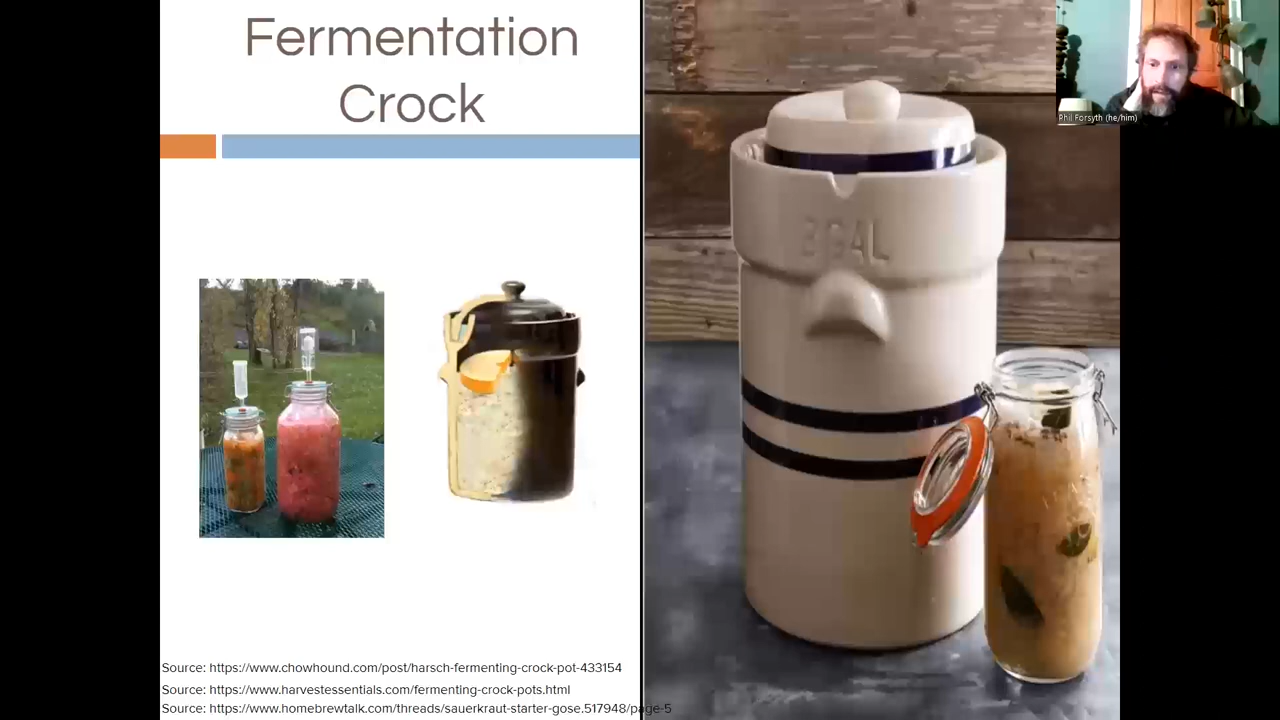 Fermentation
Crock
2 GAL
Phil Forsyth (he/him)
Source: https://www.chowhound.com/post/harsch-fermenting-crock-pot-433154
Source: https://www.harvestessentials.com/fermenting-crock-pots.html
Source: https://www.homebrewtalk.com/threads/sauerkraut-starter-gose.517948/page-5